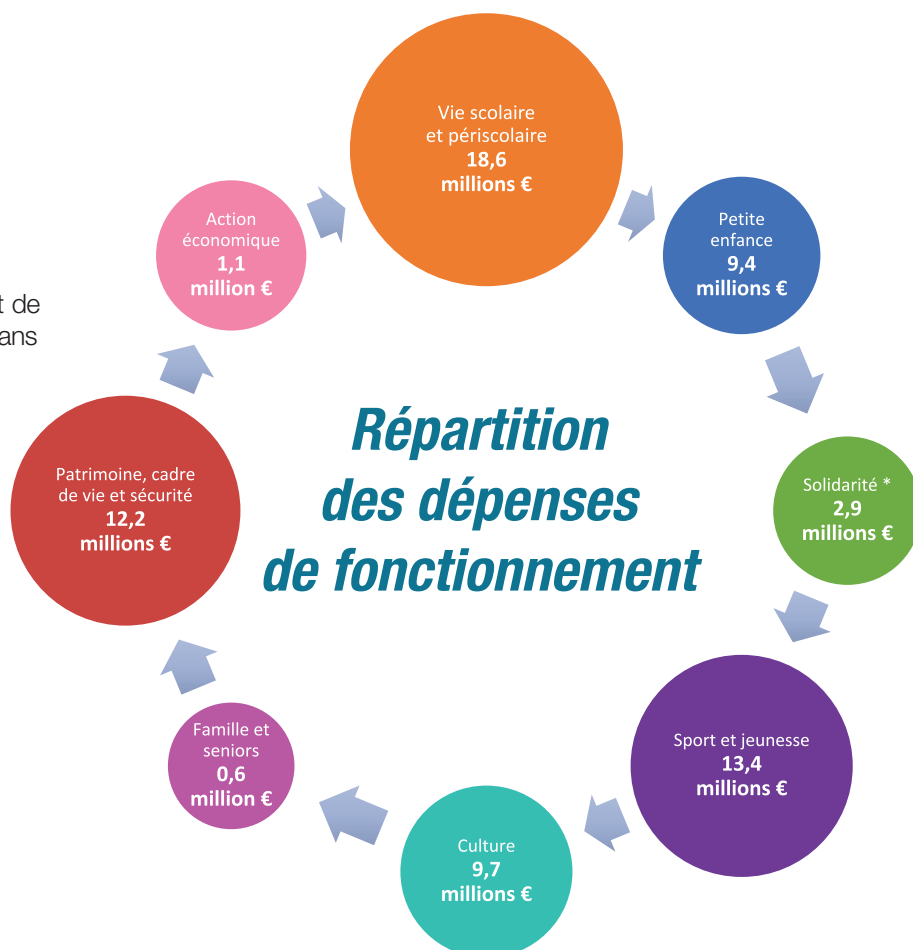 Vie scolaire
et périscolaire
18,6
millions €
Petite
enfance
9,4
millions €
Solidarité *
2,9
millions €
Sport et jeunesse
13,4
millions €
Culture
9,7
millions €
Famille et
seniors
0,6
million €
Patrimoine, cadre
de vie et sécurité
12,2
millions €
Action
économique
1,1
million €
de
ans
Répartition
des dépenses
de fonctionnement